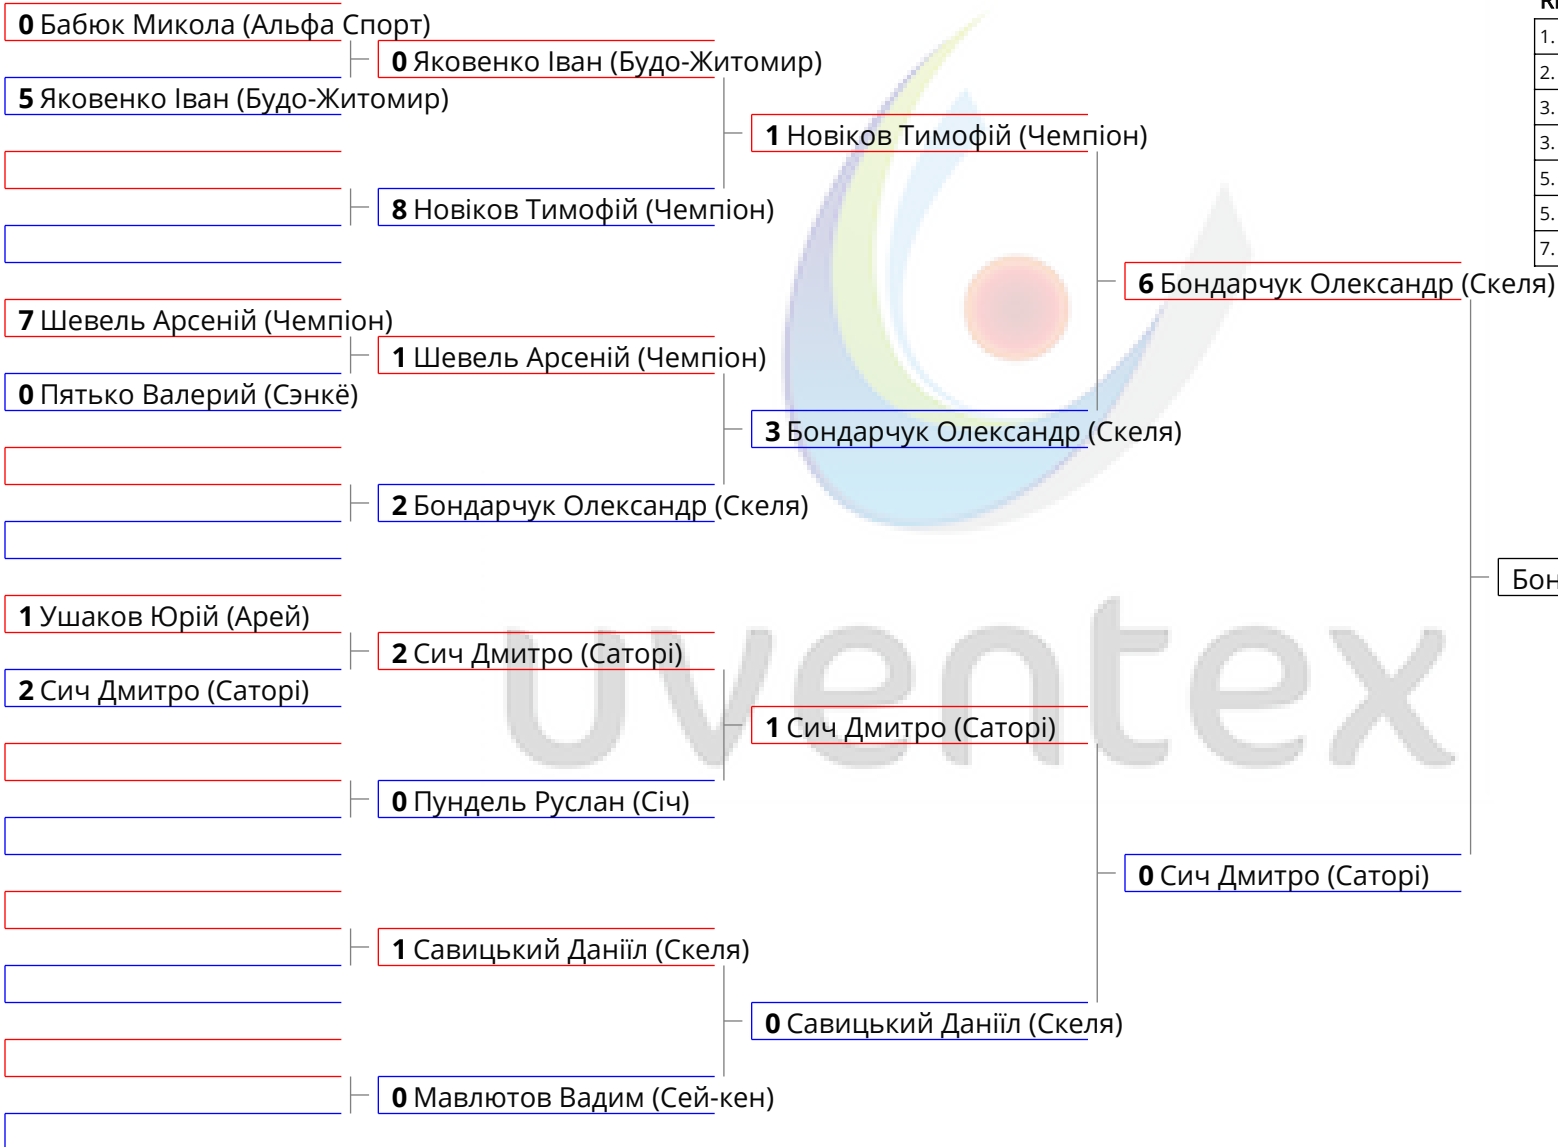 0 Бабюк Микола (Альфа Спорт)
0 Яковенко Іван (Будо-Житомир)
5 Яковенко Іван (Будо-Житомир)
1 Новіков Тимофій (Чемпіон)
8 Новіков Тимофій (Чемпіон)
6 Бондарчук Олександр (Скеля)
7 Шевель Арсеній (Чемпіон)
1 Шевель Арсеній (Чемпіон)
0 Пятько Валерий (Сэнкё)
3 Бондарчук Олександр (Скеля)
2 Бондарчук Олександр (Скеля)
Бон
1 Ушаков Юрій (Арей)
2 Сич Дмитро (Саторі)
2 Сич Дмитро (Саторі)
1 Сич Дмитро (Саторі)
0 Пундель Руслан (Січ)
0 Сич Дмитро (Саторі)
1 Савицький Даніїл (Скеля)
0 Савицький Даніїл (Скеля)
0 Мавлютов Вадим (Сей-кен)
1.
2.
3.
3.
5.
5.
7.
uventex